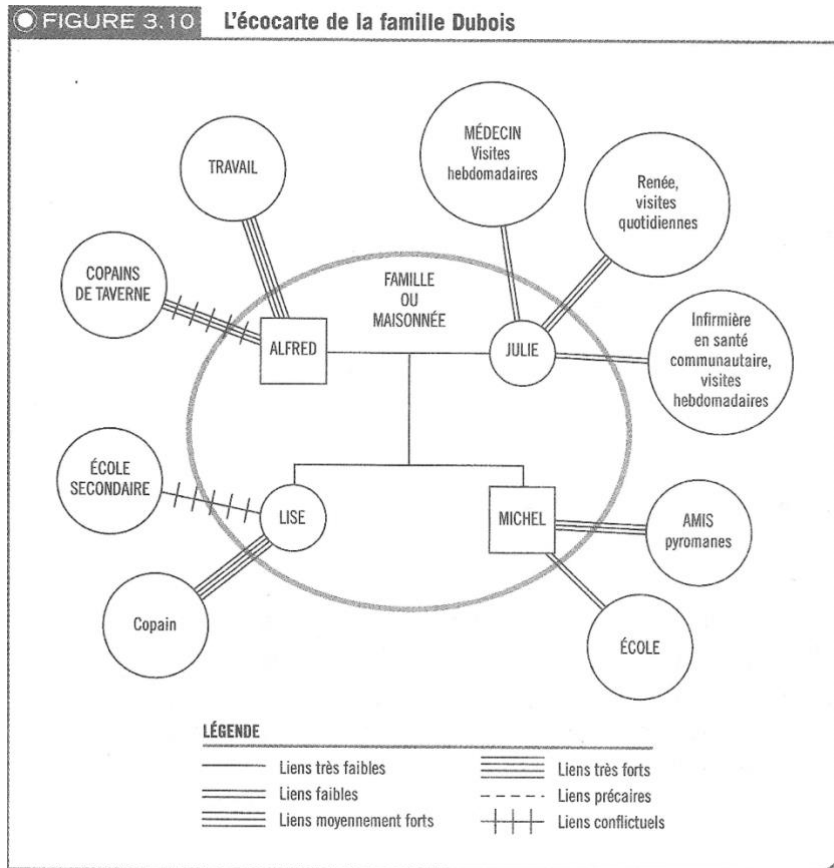 FIGURE 3.10 L'écocarte de la famille Dubois
TRAVAIL
MÉDECIN
Visites
hebdomadaires
Renée,
visites
quotidiennes
COPAINS
DE TAVERNE
FAMILLE
OU
MAISONNÉE
ALFRED
JULIE
Infirmière
en santé
communautaire,
visites
hebdomadaires
ÉCOLE
SECONDAIRE
LISE
MICHEL
AMIS
pyromanes
Copain
ÉCOLE
LÉGENDE
Liens très faibles
Liens faibles
Liens moyennement forts
Liens très forts
Liens précaires
Liens conflictuels